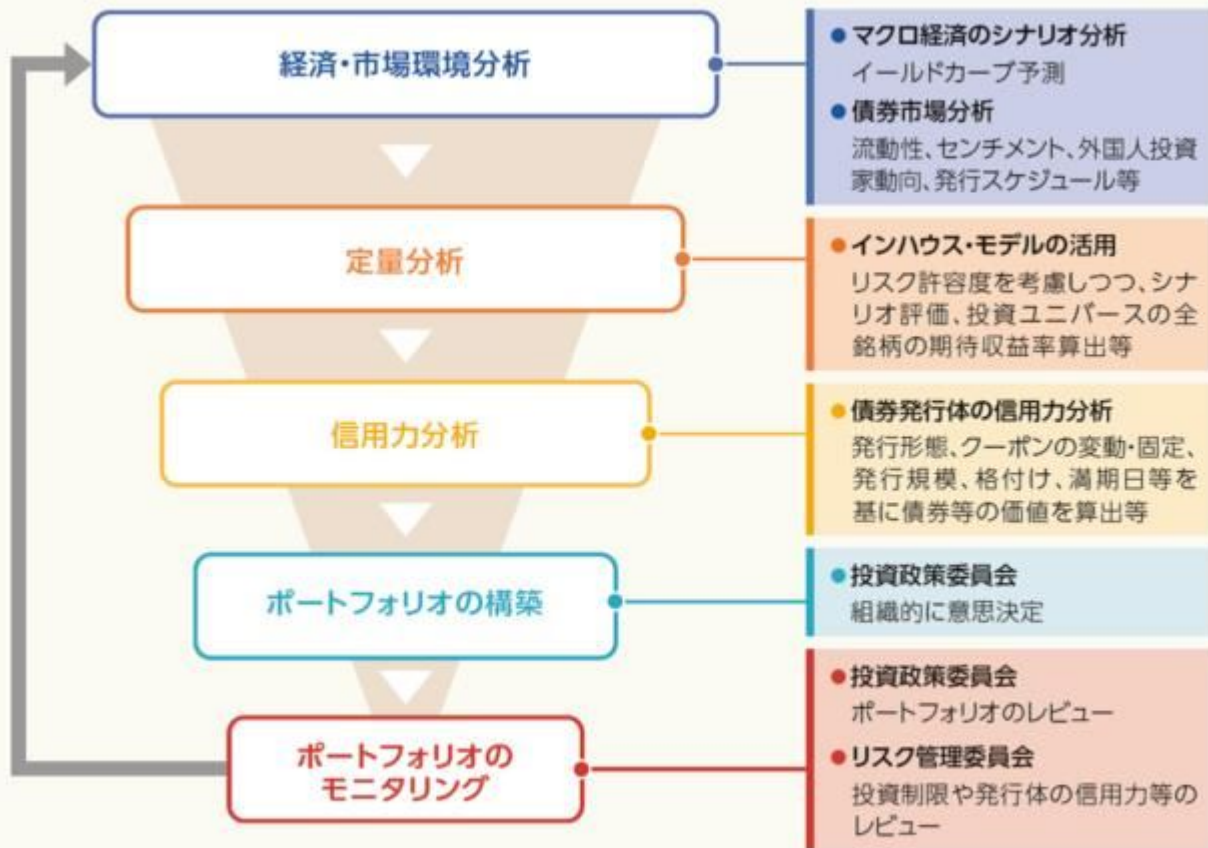 経済・市場環境分析
● マクロ経済のシナリオ分析
イールドカーブ予測
● 債券市場分析
流動性、センチメント、外国人投資
家動向、発行スケジュール等
定量分析
● インハウス・モデルの活用
リスク許容度を考慮しつつ、シナ
リオ評価、投資ユニバースの全
銘柄の期待収益率算出等
信用力分析
● 債券発行体の信用力分析
発行形態、クーポンの変動・固定、
発行規模、格付け、満期日等を
基に債券等の価値を算出等
ポートフォリオの構築
● 投資政策委員会
組織的に意思決定
ポートフォリオの
モニタリング
● 投資政策委員会
ポートフォリオのレビュー
● リスク管理委員会
投資制限や発行体の信用力等の
レビュー